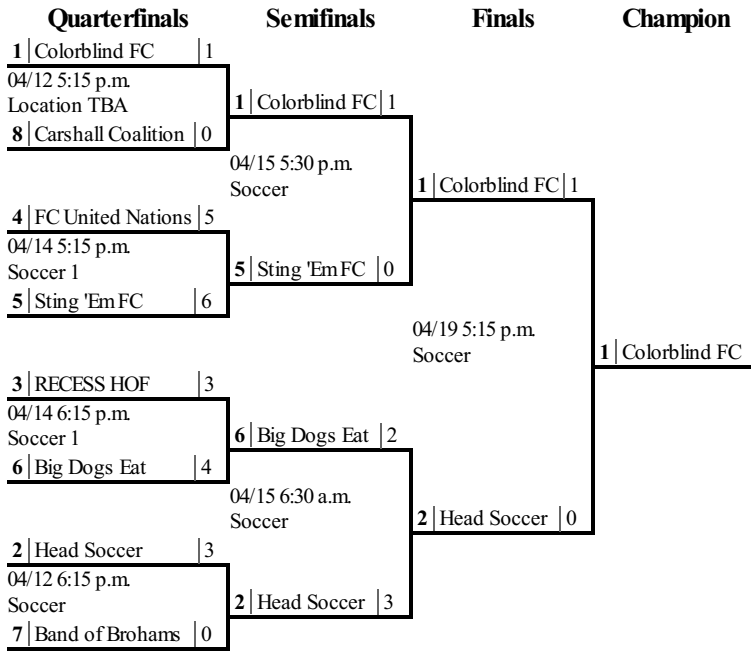 Quarterfinals Semifinals Finals Champion
1 Colorblind FC 1
04/12 5:15 p.m.
Location TBA
8 Carshall Coalition 0
4 FC United Nations 5
04/14 5:15 p.m.
Soccer 1
5 Sting 'Em FC 6
3 RECESS HOF 3
04/14 6:15 p.m.
Soccer 1
6 Big Dogs Eat 4
2 Head Soccer 3
04/12 6:15 p.m.
Soccer
7 Band of Brohams 0
1 Colorblind FC 1
04/15 5:30 p.m.
Soccer
5 Sting 'Em FC 0
6 Big Dogs Eat 2
04/15 6:30 a.m.
Soccer
2 Head Soccer 3
1 Colorblind FC 1
04/19 5:15 p.m.
Soccer
2 Head Soccer 0
1 Colorblind FC